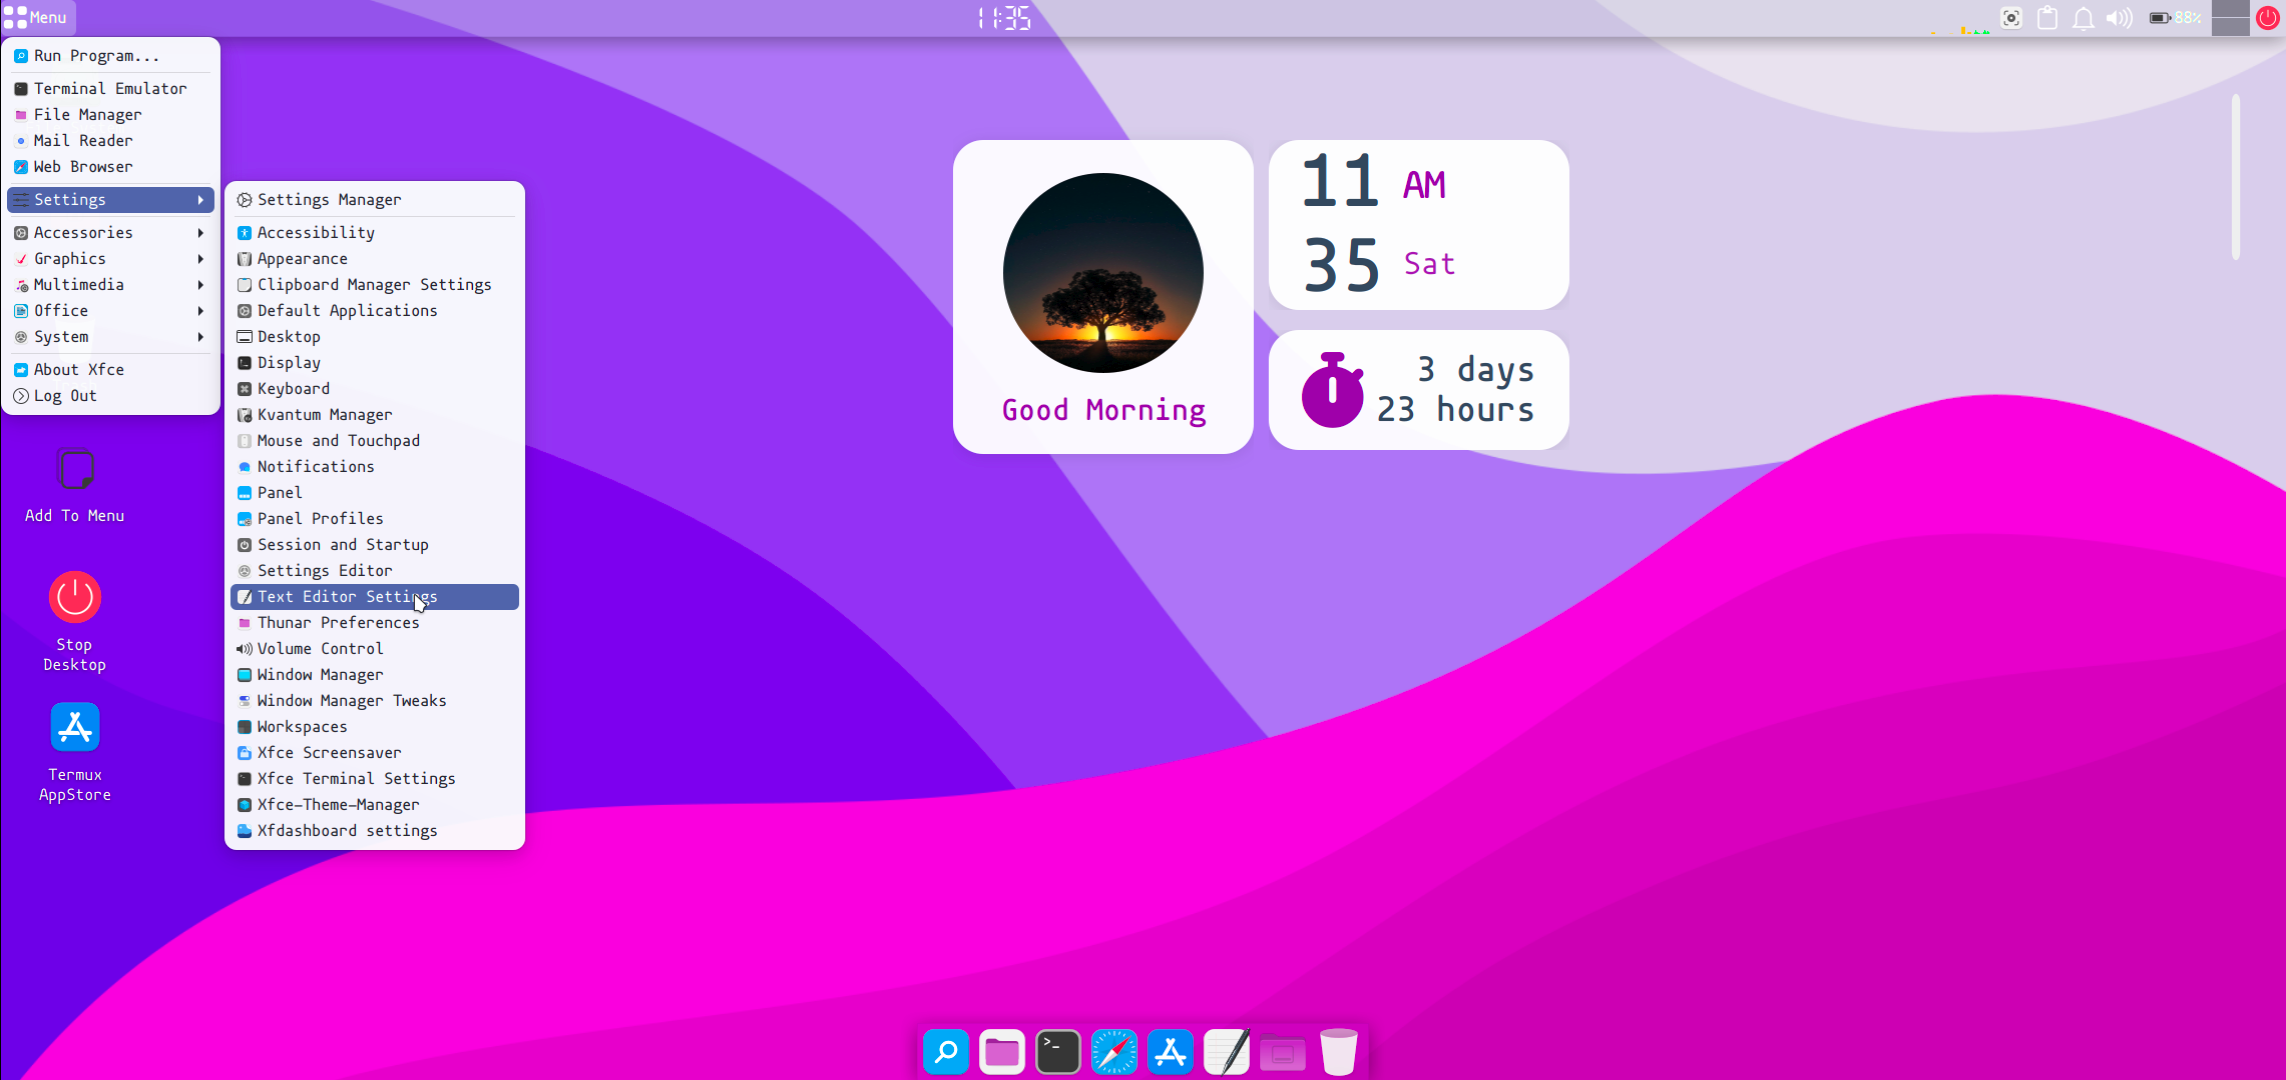 Menu
11:35
88%
Run Program...
Terminal Emulator
File Manager
Mail Reader
Web Browser
Settings
Accessories
Graphics
Multimedia
Office
System
About Xfce
Log Out
Settings Manager
Accessibility
Appearance
Clipboard Manager Settings
Default Applications
Desktop
Display
Keyboard
Kvantum Manager
Mouse and Touchpad
Notifications
Panel
Panel Profiles
Session and Startup
Settings Editor
Text Editor Settings
Thunar Preferences
Volume Control
Window Manager
Window Manager Tweaks
Workspaces
Xfce Screensaver
Xfce Terminal Settings
Xfce-Theme-Manager
Xfdashboard settings
Add To Menu
Stop
Desktop
Termux
AppStore
Good Morning
11 AM
35 Sat
3 days
23 hours
>_